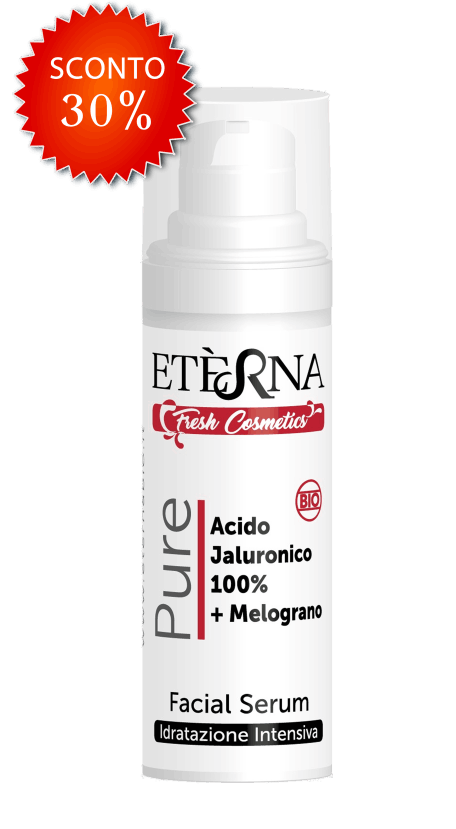 SCONTO
30%
ETÈRNA
Fresh Cosmetics
BIO
Pure
Acido
Jaluronico
100%
+ Melograno
Facial Serum
Idratazione Intensiva